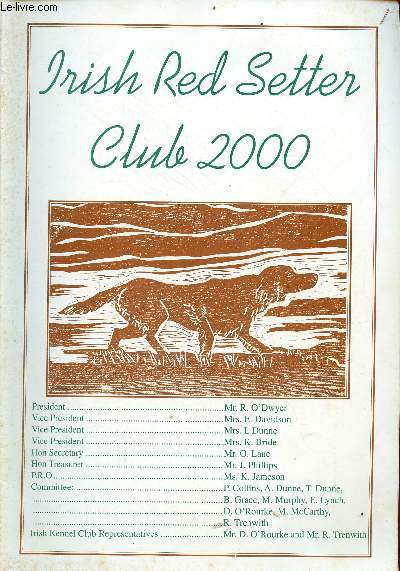 Le-livre.com
Irish Red Setter
Club 2000
President ........................................ Mr. R. O'Dwyer
Vice President ........................................ Mrs. E. Davidson
Vice President ........................................ Mrs. I. Dunne
Vice President ........................................ Mrs. K. Bride
Hon Secretary ........................................ Mr. O. Lane
Hon Treasurer ........................................ Mr. J. Phillips
P.R.O ........................................ Ms. K. Jameson
Committee: ........................................ P. Collins, A. Dunne, T. Dunne,
........................................ B. Grace, M. Murphy, E. Lynch,
........................................ D. O'Rourke, M. McCarthy,
........................................ R. Trenwith
Irish Kennel Club Representatives .................... Mr. D. O'Rourke and Mr. R. Trenwith